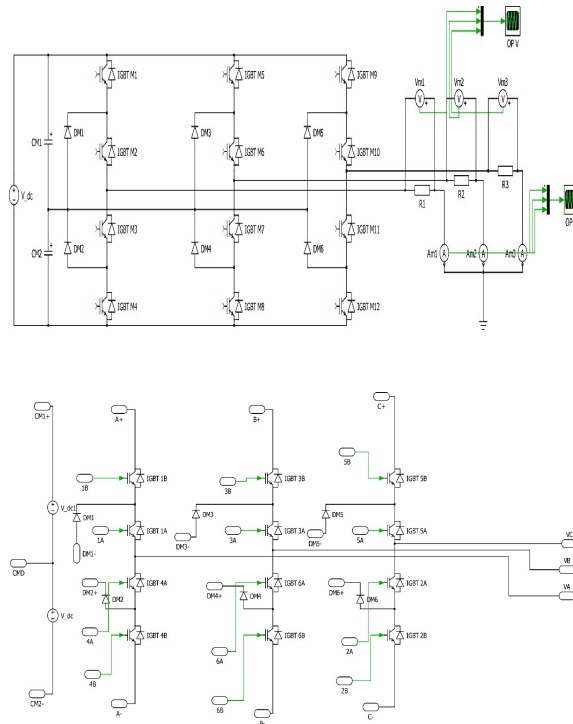 OP V
Vm1 Vm2 Vm3
V V V
IGBT M1 IGBT M5 IGBT M9
CM1 DM1 DM3 DM5
IGBT M2 IGBT M6 IGBT M10
V_dc
R1 R2 R3
OP
CM2 DM2 DM4 DM6
IGBT M3 IGBT M7 IGBT M11
Am1 A Am2 A Am3 A
IGBT M4 IGBT M8 IGBT M12
CM1+ A+ B+ C+
5B
1B IGBT 1B 3B IGBT 3B IGBT 5B
V_dc1 DM1 DM3 DM5
1A IGBT 1A 3A IGBT 3A 5A IGBT 5A
DM1- DM3- DM5-
VC
VB
VA
CMD
DM2+ DM2 IGBT 4A DM4+ DM4 IGBT 6A DM6+ DM6 IGBT 2A
V_dc
4A 6A 2A
IGBT 4B IGBT 6B IGBT 2B
4B 6B 2B
CM2- A- B- C-